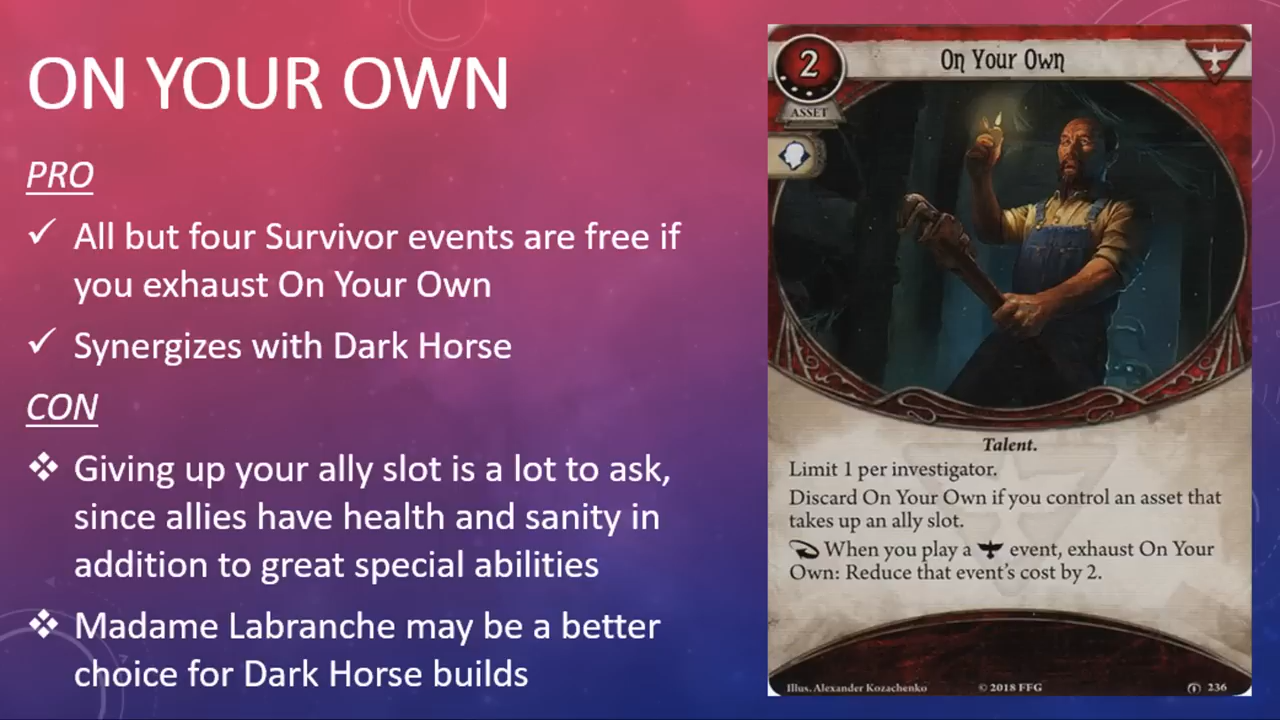 ON YOUR OWN
PRO
All but four Survivor events are free if
you exhaust On Your Own
Synergizes with Dark Horse
CON
Giving up your ally slot is a lot to ask,
since allies have health and sanity in
addition to great special abilities
Madame Labranche may be a better
choice for Dark Horse builds
2
On Your Own
ASSET
Talent.
Limit 1 per investigator.
Discard On Your Own if you control an asset that
takes up an ally slot.
When you play a event, exhaust On Your
Own: Reduce that event's cost by 2.
Illus. Alexander Kozachenko © 2018 FFG 236